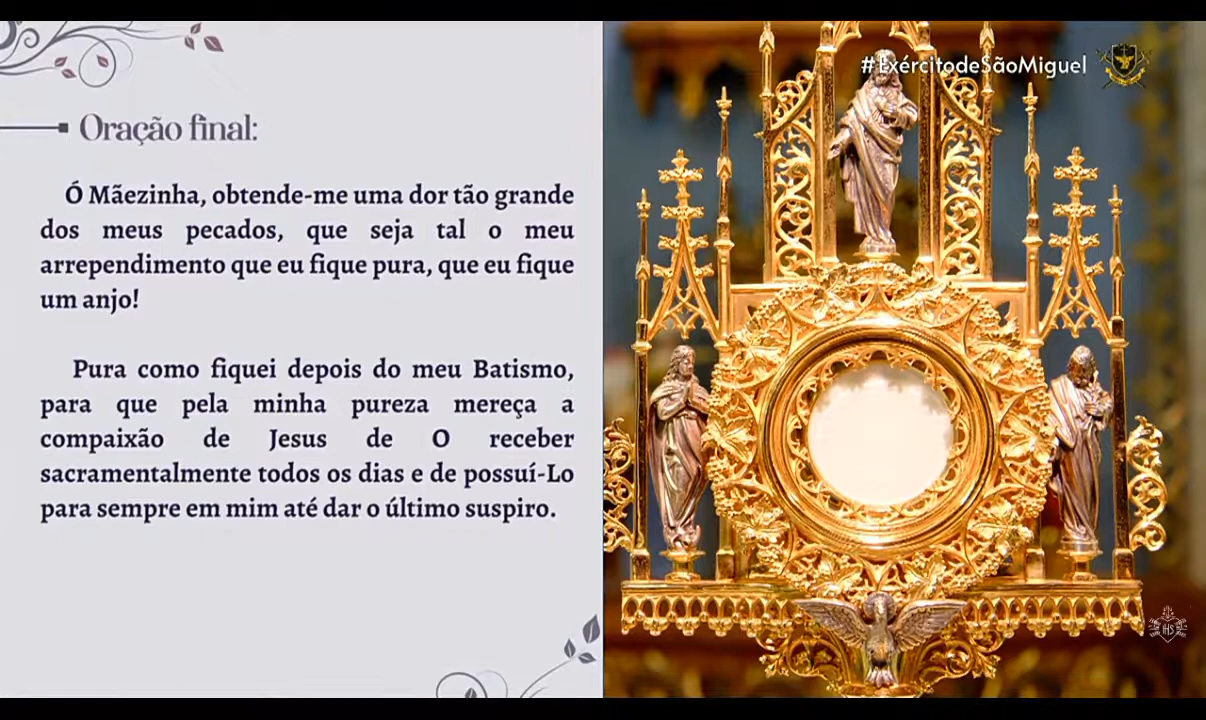 #ExércitodeSãoMiguel
Oração final:
Ó Mãezinha, obtende-me uma dor tão grande
dos meus pecados, que seja tal o meu
arrependimento que eu fique pura, que eu fique
um anjo!
Pura como fiquei depois do meu Batismo,
para que pela minha pureza mereça a
compaixão de Jesus de O receber
sacramentalmente todos os dias e de possuí-Lo
para sempre em mim até dar o último suspiro.
IHS